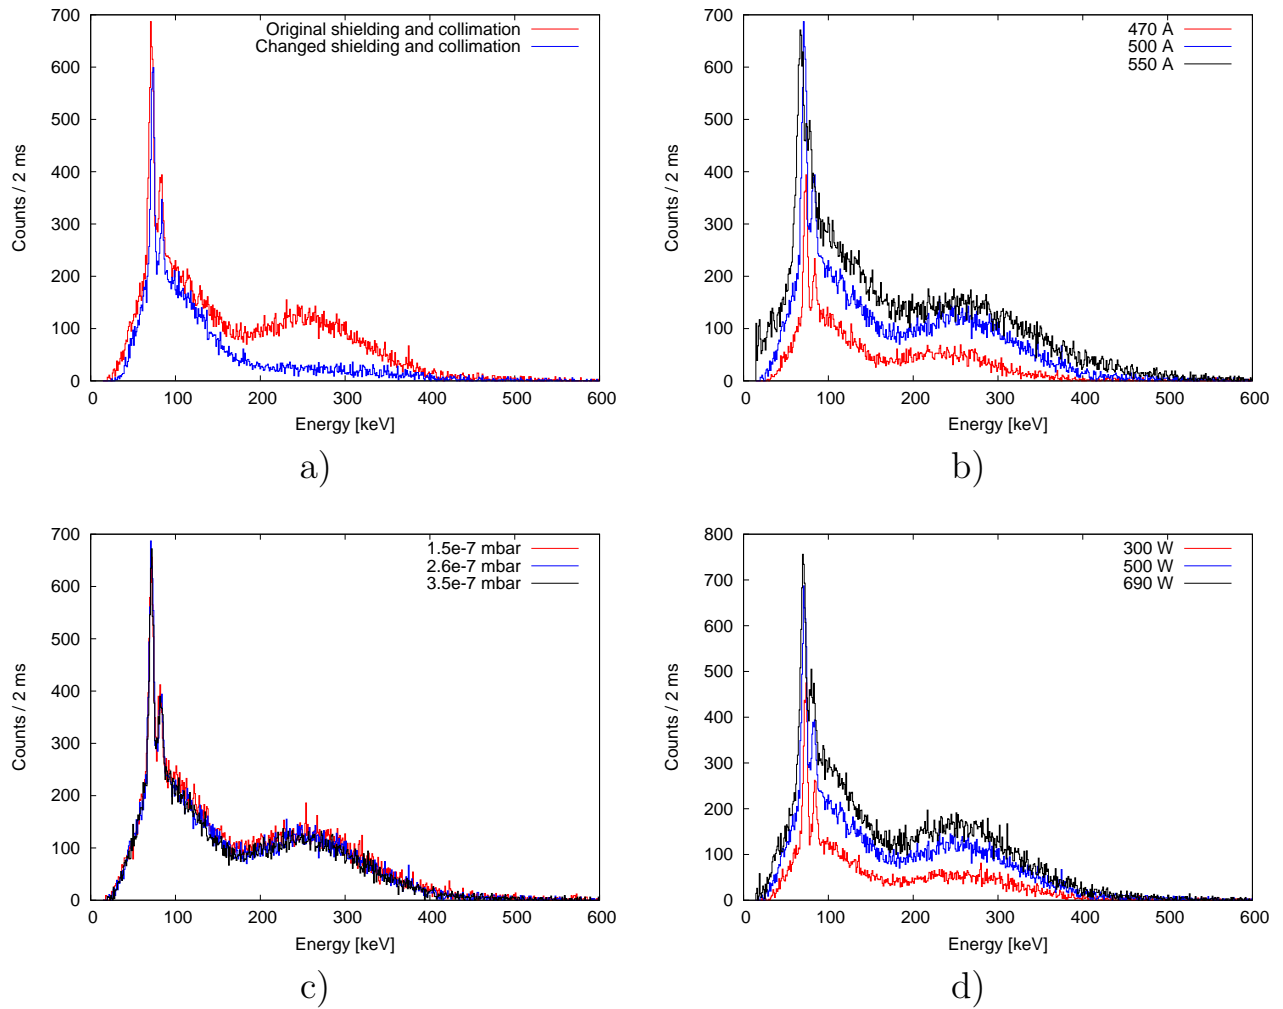 700
600
500
400
300
200
100
0
Counts / 2 ms
Original shielding and collimation
Changed shielding and collimation
0 100 200 300 400 500 600
Energy [keV]
a)
700
600
500
400
300
200
100
0
Counts / 2 ms
470 A
500 A
550 A
0 100 200 300 400 500 600
Energy [keV]
b)
700
600
500
400
300
200
100
0
Counts / 2 ms
1.5e-7 mbar
2.6e-7 mbar
3.5e-7 mbar
0 100 200 300 400 500 600
Energy [keV]
c)
800
700
600
500
400
300
200
100
0
Counts / 2 ms
300 W
500 W
690 W
0 100 200 300 400 500 600
Energy [keV]
d)